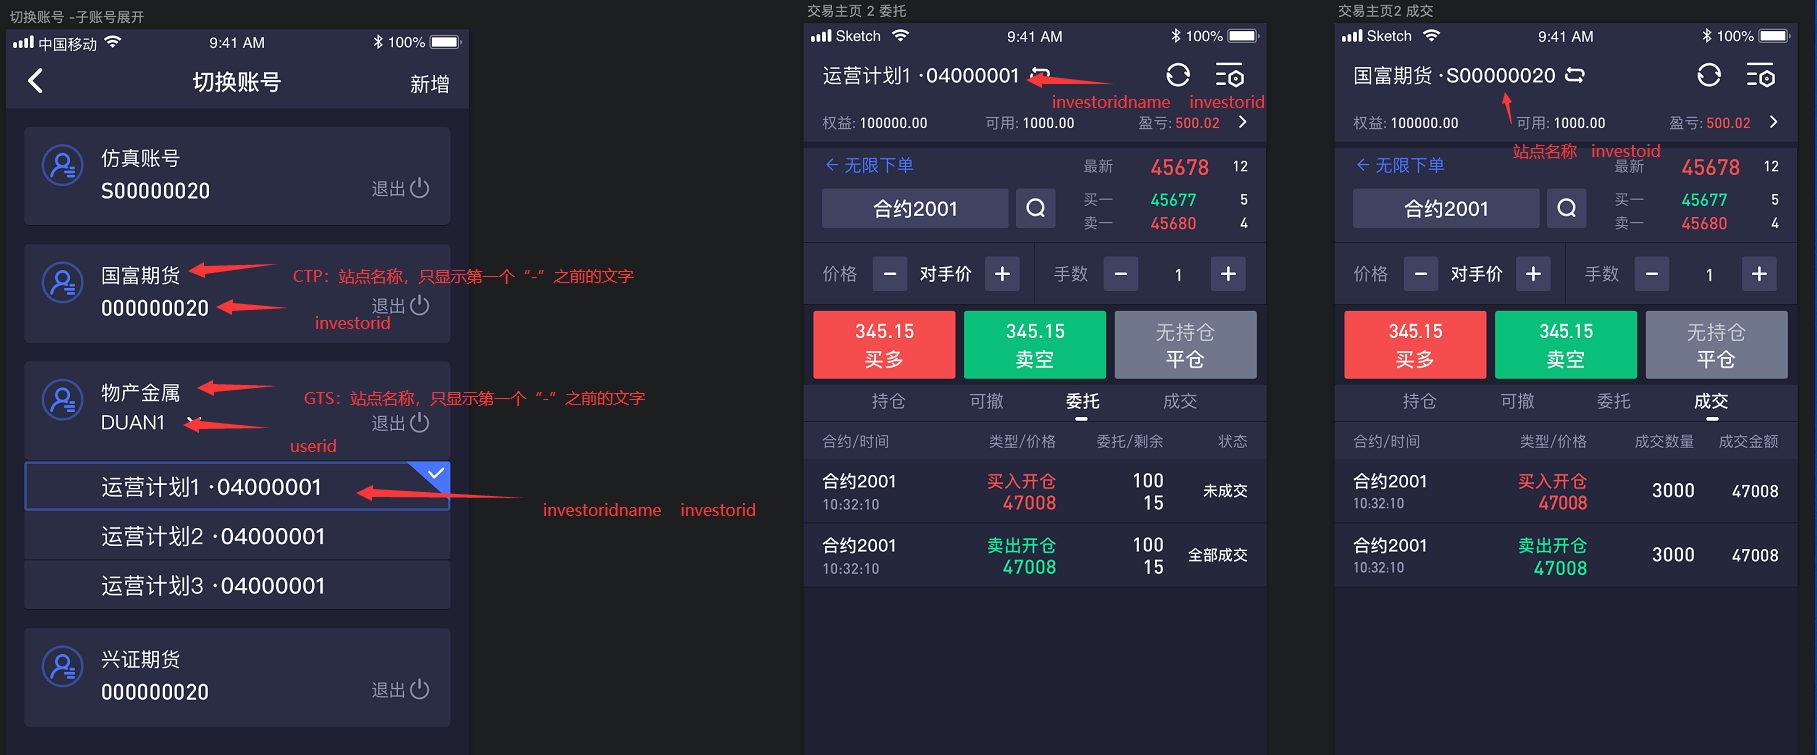 切换账号 -子账号展开
中国移动
9:41 AM
100%
切换账号
新增
仿真账号
S00000020
退出
国富期货
CTP：站点名称，只显示第一个“-”之前的文字
000000020
退出
investorid
物产金属
GTS：站点名称，只显示第一个“-”之前的文字
DUAN1
退出
userid
运营计划1 ·04000001
investoridname investorid
运营计划2 ·04000001
运营计划3 ·04000001
兴证期货
000000020
退出
交易主页 2 委托
Sketch
9:41 AM
100%
运营计划1 ·04000001
investoridname investorid
权益: 100000.00
可用: 1000.00
盈亏: 500.02
无限下单
最新 45678 12
合约2001
买一 45677 5
卖一 45680 4
价格
对手价
手数
1
345.15
买多
345.15
卖空
无持仓
平仓
持仓 可撤 委托 成交
合约/时间 类型/价格 委托/剩余 状态
合约2001 买入开仓 100 未成交
10:32:10 47008 15
合约2001 卖出开仓 100 全部成交
10:32:10 47008 15
交易主页2 成交
Sketch
9:41 AM
100%
国富期货 ·S00000020
权益: 100000.00
可用: 1000.00
盈亏: 500.02
站点名称 investoid
无限下单
最新 45678 12
合约2001
买一 45677 5
卖一 45680 4
价格
对手价
手数
1
345.15
买多
345.15
卖空
无持仓
平仓
持仓 可撤 委托 成交
合约/时间 类型/价格 成交数量 成交金额
合约2001 买入开仓 3000 47008
10:32:10 47008
合约2001 卖出开仓 3000 47008
10:32:10 47008